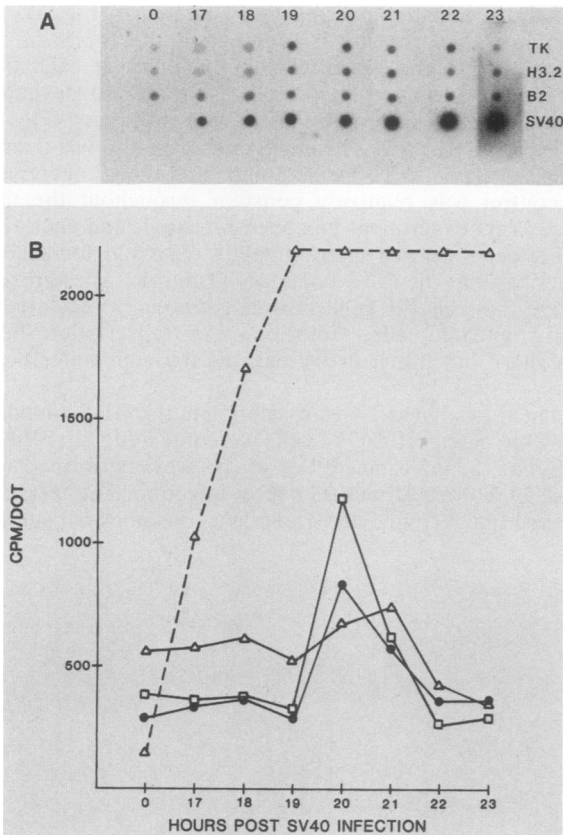 A
0 17 18 19 20 21 22 23
TK
H3.2
B2
SV40
B
2000
1500
1000
500
CPM/DOT
0 17 18 19 20 21 22 23
HOURS POST SV40 INFECTION